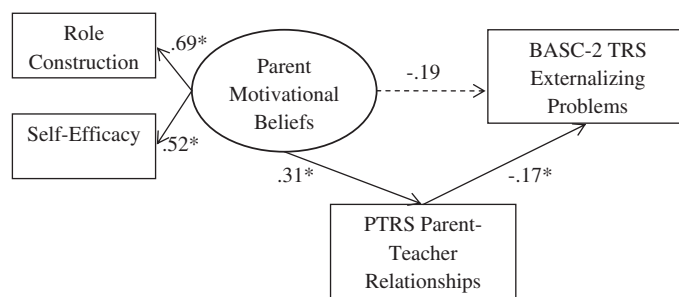 Role
Construction
.69*
Self-Efficacy
.52*
Parent
Motivational
Beliefs
-.19
BASC-2 TRS
Externalizing
Problems
.31*
-.17*
PTRS Parent-
Teacher
Relationships